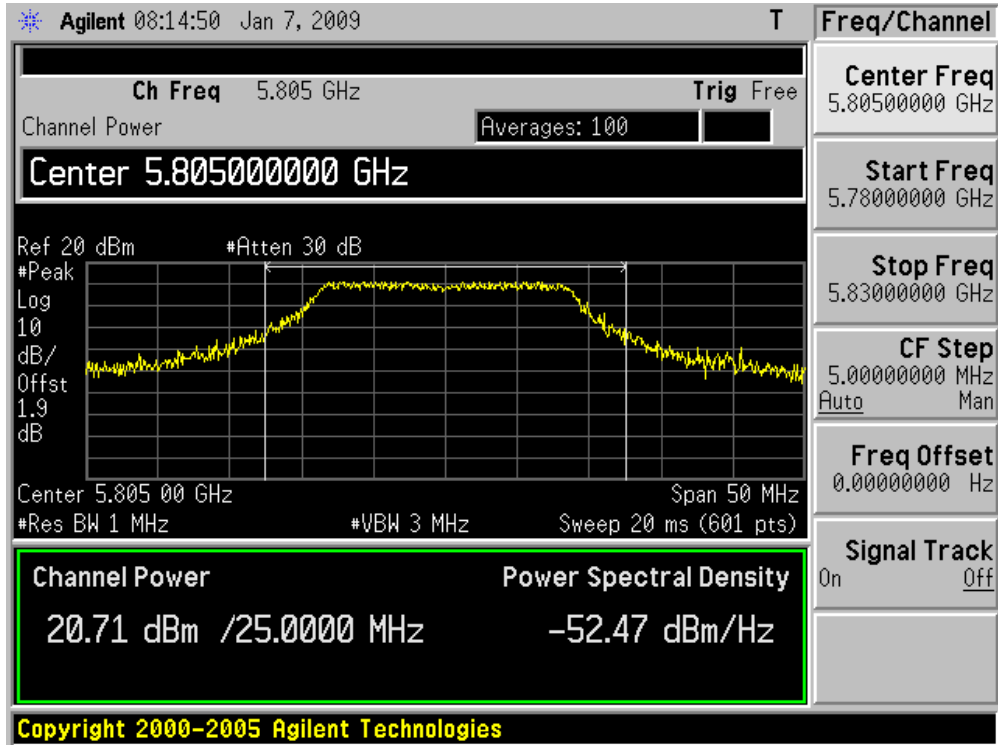 Agilent 08:14:50 Jan 7, 2009 T
Freq/Channel
Ch Freq 5.805 GHz Trig Free
Channel Power Averages: 100
Center 5.805000000 GHz
Ref 20 dBm #Atten 30 dB
#Peak
Log
10
dB/
Offst
1.9
dB
Center 5.805 00 GHz Span 50 MHz
#Res BW 1 MHz #VBW 3 MHz Sweep 20 ms (601 pts)
Channel Power Power Spectral Density
20.71 dBm /25.0000 MHz -52.47 dBm/Hz
Center Freq
5.80500000 GHz
Start Freq
5.78000000 GHz
Stop Freq
5.83000000 GHz
CF Step
5.00000000 MHz
Auto Man
Freq Offset
0.00000000 Hz
Signal Track
On Off
Copyright 2000-2005 Agilent Technologies